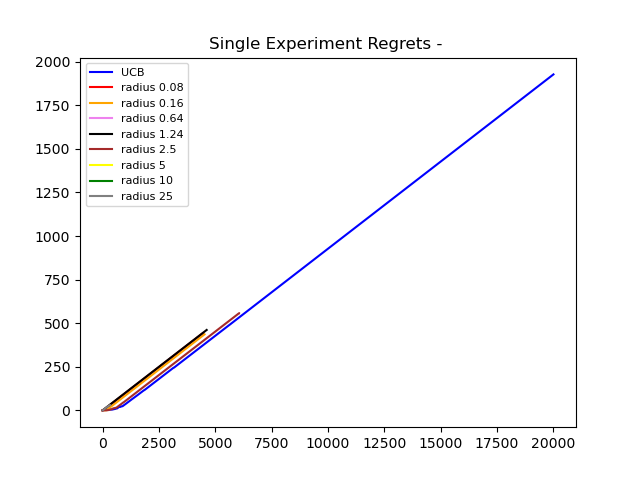 Single Experiment Regrets -
2000
1750
1500
1250
1000
750
500
250
0
UCB
radius 0.08
radius 0.16
radius 0.64
radius 1.24
radius 2.5
radius 5
radius 10
radius 25
0 2500 5000 7500 10000 12500 15000 17500 20000